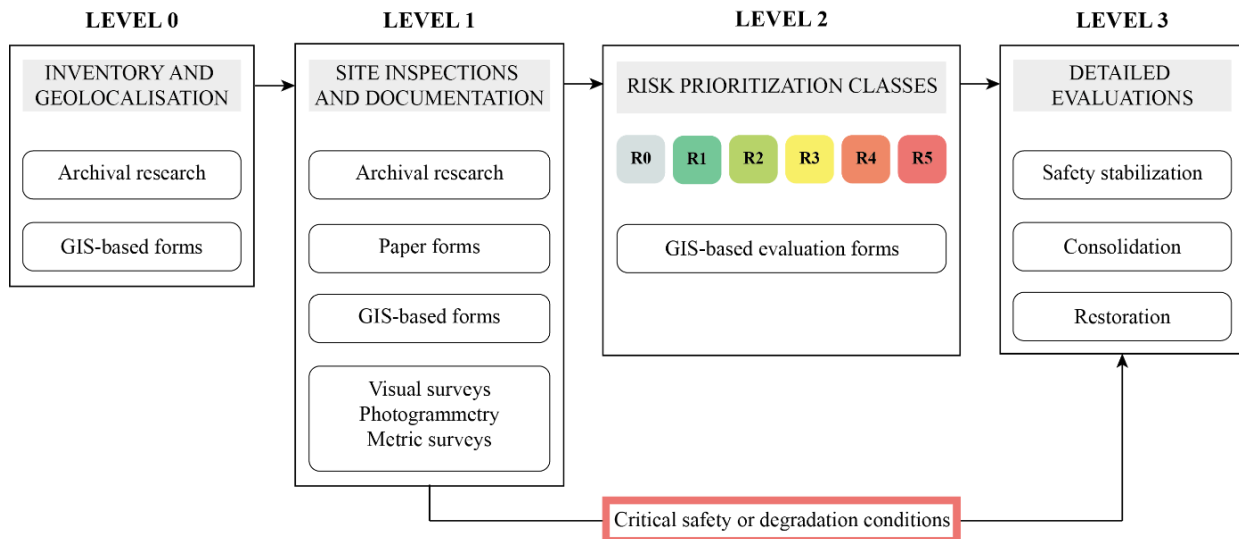 LEVEL 0
INVENTORY AND
GEOLOCALISATION
Archival research
GIS-based forms
LEVEL 1
SITE INSPECTIONS
AND DOCUMENTATION
Archival research
Paper forms
GIS-based forms
Visual surveys
Photogrammetry
Metric surveys
LEVEL 2
RISK PRIORITIZATION CLASSES
R0 R1 R2 R3 R4 R5
GIS-based evaluation forms
LEVEL 3
DETAILED
EVALUATIONS
Safety stabilization
Consolidation
Restoration
Critical safety or degradation conditions